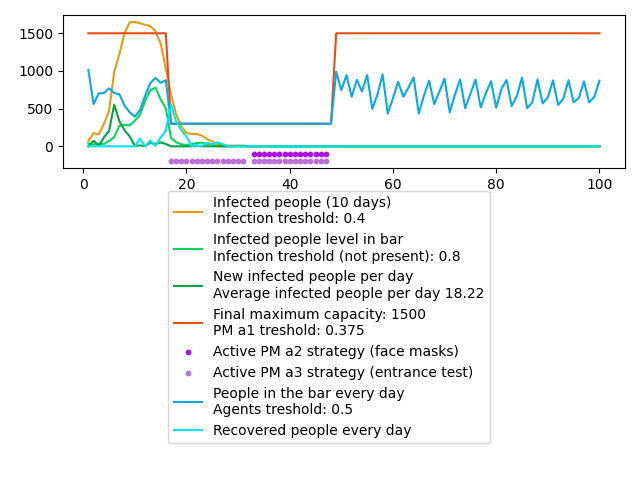 1500
1000
500
0
0 20 40 60 80 100
Infected people (10 days)
Infection treshold: 0.4
Infected people level in bar
Infection treshold (not present): 0.8
New infected people per day
Average infected people per day 18.22
Final maximum capacity: 1500
PM a1 treshold: 0.375
Active PM a2 strategy (face masks)
Active PM a3 strategy (entrance test)
People in the bar every day
Agents treshold: 0.5
Recovered people every day